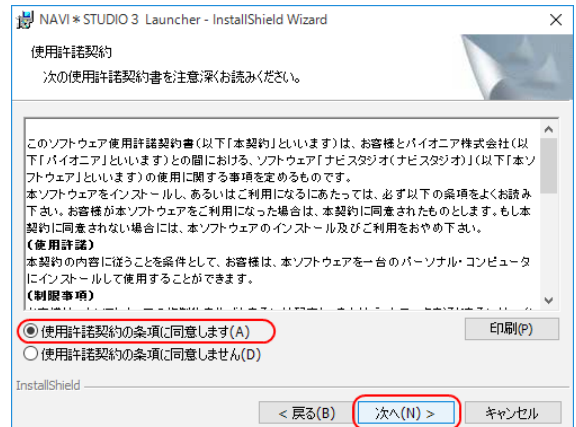 NAVI*STUDIO 3 Launcher - InstallShield Wizard
使用許諾契約
次の使用許諾契約書を注意深くお読みください。
このソフトウェア使用許諾契約書(以下「本契約」といいます)は、お客様とパイオニア株式会社(以
下「パイオニア」といいます)との間における、ソフトウェア「ナビスタジオ(ナビスタジオ)」(以下「本ソ
フトウェア」といいます)の使用に関する事項を定めるものです。
本ソフトウェアをインストールし、あるいはご利用になるにあたっては、必ず以下の条項をよくお読み
下さい。お客様が本ソフトウェアをご利用になった場合は、本契約に同意されたものとします。もし本
契約に同意されない場合には、本ソフトウェアのインストール及びご利用をおやめ下さい。
(使用許諾)
本契約の内容に従うことを条件として、お客様は、本ソフトウェアを一台のパーソナル・コンピュータ
にインストールして使用することができます。
(制限事項)
使用許諾契約の条項に同意します(A)
印刷(P)
使用許諾契約の条項に同意しません(D)
InstallShield
< 戻る(B)
次へ(N) >
キャンセル